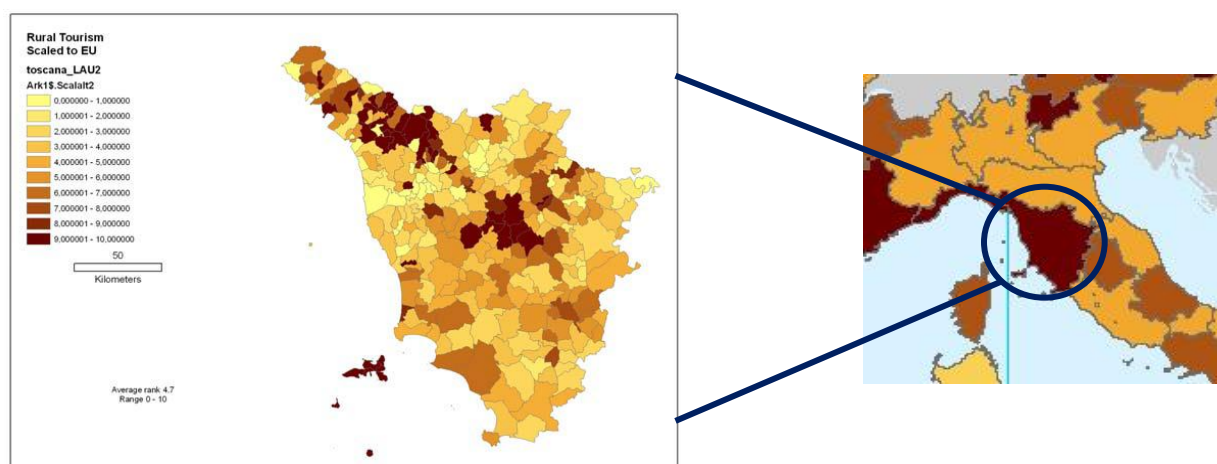 Rural Tourism
Scaled to EU
toscana_LAU2
Ark1$.Scalalt2
0,000000 - 1,000000
1,000001 - 2,000000
2,000001 - 3,000000
3,000001 - 4,000000
4,000001 - 5,000000
5,000001 - 6,000000
6,000001 - 7,000000
7,000001 - 8,000000
8,000001 - 9,000000
9,000001 - 10,000000
50
Kilometers
Average rank 4.7
Range 0 - 10